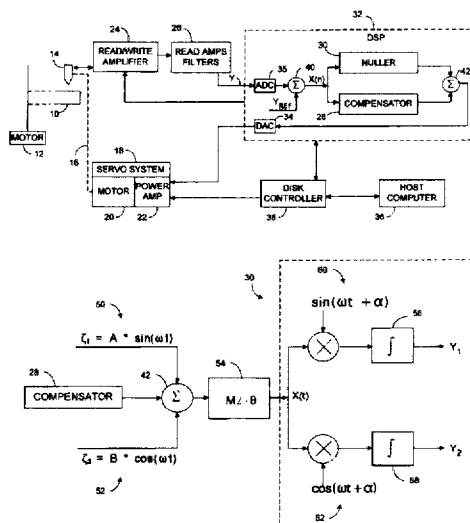 32
DSP
24
26
14
READ/WRITE
AMPLIFIER
READ AMPS
FILTERS
30
NULLER
35
40
42
Y
ADC
Σ
X(n)
Σ
Y REF
COMPENSATOR
28
10
MOTOR
12
34
DAC
16
18
SERVO SYSTEM
MOTOR
POWER
AMP
20
22
DISK
CONTROLLER
38
HOST
COMPUTER
36
30
60
50
sin(ωt + α)
56
ζ₁ = A * sin(ω1)
54
∫
Y₁
28
42
COMPENSATOR
Σ
M∠-θ
X(t)
ζ₂ = B * cos(ωt)
∫
Y₂
58
52
cos(ωt + α)
62